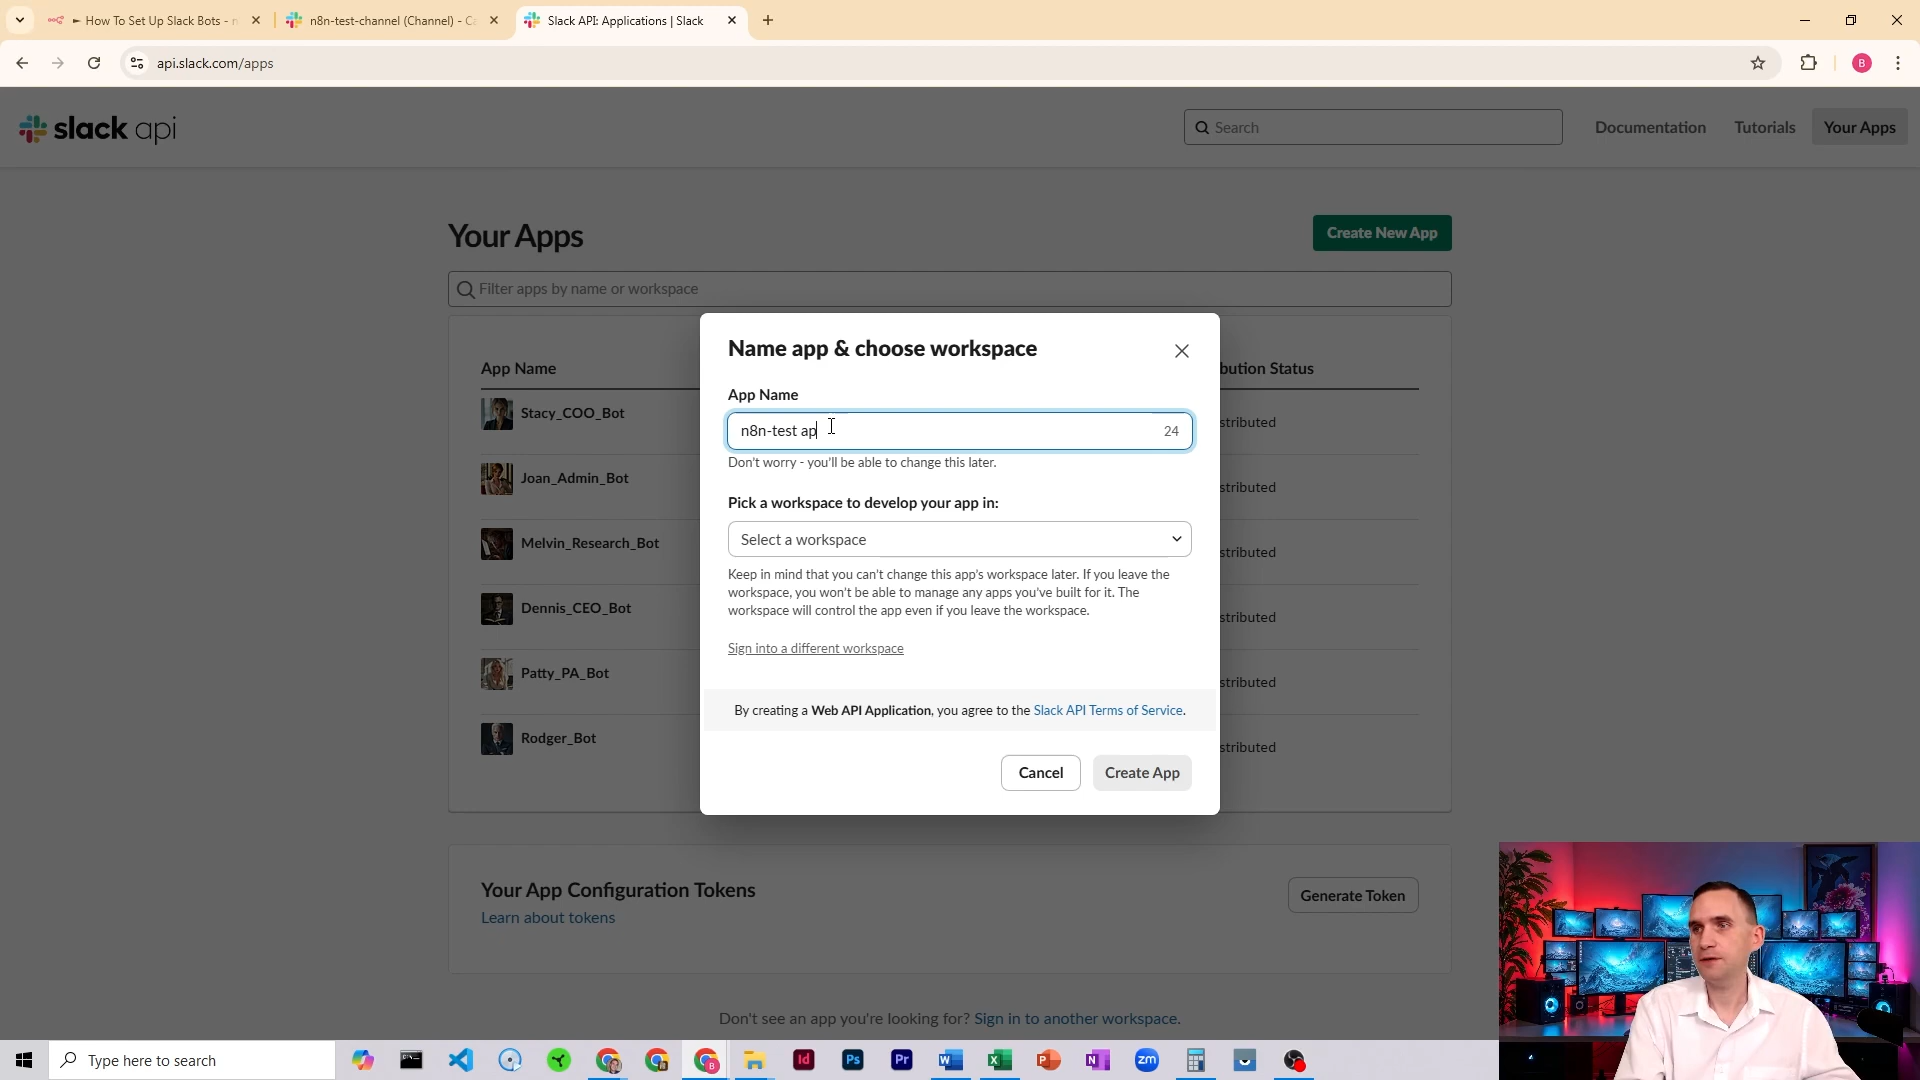 ► How To Set Up Slack Bots - n
n8n-test-channel (Channel) - Ca
Slack API: Applications | Slack
api.slack.com/apps
B
slack api
Search
Documentation
Tutorials
Your Apps
Your Apps
Create New App
Filter apps by name or workspace
App Name
bution Status
Stacy_COO_Bot
stributed
Joan_Admin_Bot
stributed
Melvin_Research_Bot
stributed
Dennis_CEO_Bot
stributed
Patty_PA_Bot
stributed
Rodger_Bot
stributed
Name app & choose workspace
App Name
n8n-test ap
24
Don't worry - you'll be able to change this later.
Pick a workspace to develop your app in:
Select a workspace
Keep in mind that you can't change this app's workspace later. If you leave the
workspace, you won't be able to manage any apps you've built for it. The
workspace will control the app even if you leave the workspace.
Sign into a different workspace
By creating a Web API Application, you agree to the Slack API Terms of Service.
Cancel
Create App
Your App Configuration Tokens
Learn about tokens
Generate Token
Don't see an app you're looking for? Sign in to another workspace.
Type here to search
Id
Ps
Pr
W
X
P
N
zm
B